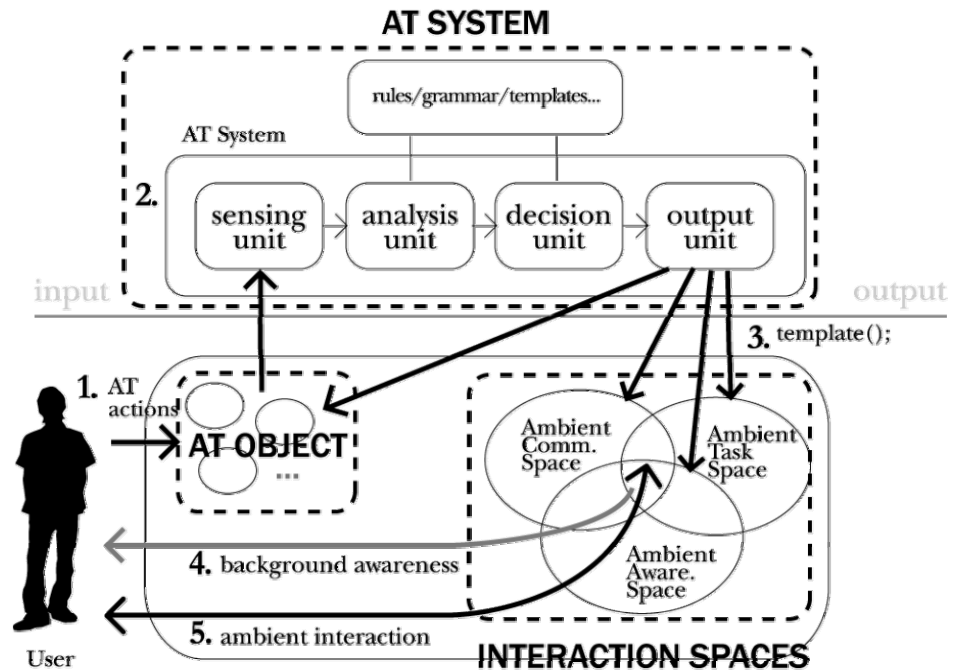 AT SYSTEM
rules/grammar/templates...
AT System
2.
sensing
unit
analysis
unit
decision
unit
output
unit
input
output
3. template();
1. AT
actions
AT OBJECT
...
Ambient
Comm.
Space
Ambient
Task
Space
Ambient
Aware.
Space
4. background awareness
5. ambient interaction
User
INTERACTION SPACES